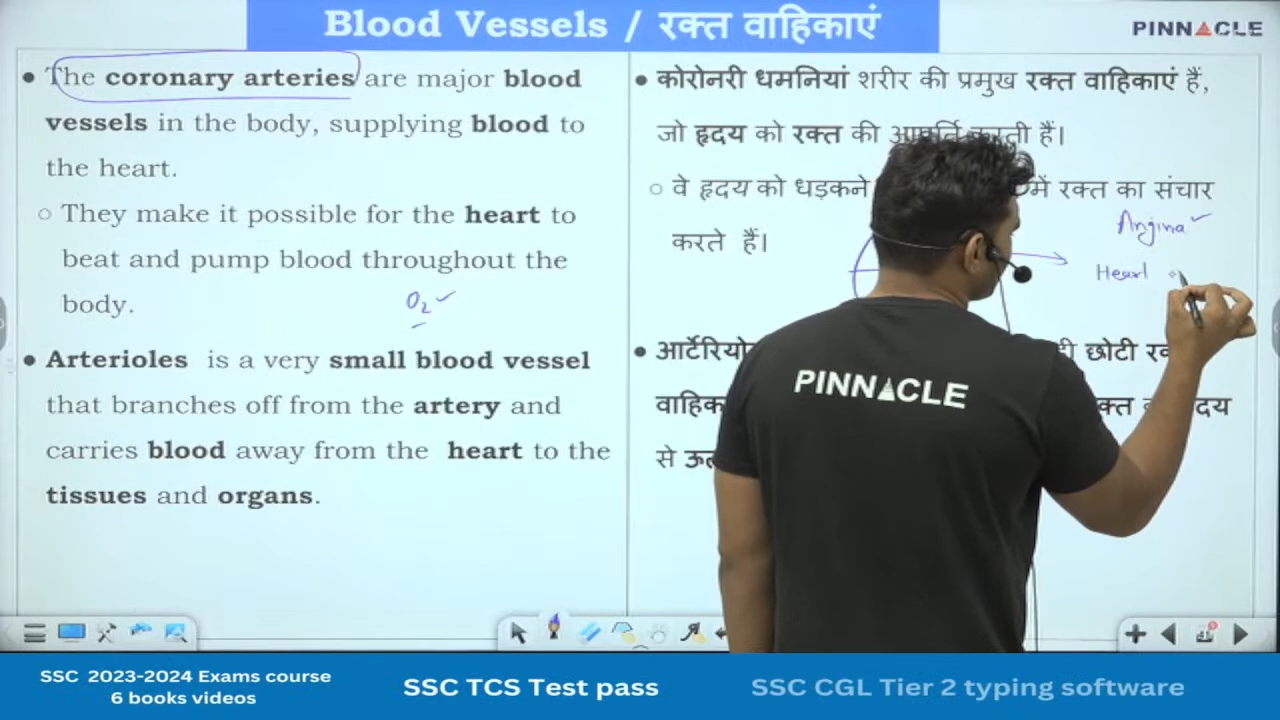 Blood Vessels / रक्त वाहिकाएं
PINNACLE
• The coronary arteries are major blood
vessels in the body, supplying blood to
the heart.
○ They make it possible for the heart to
beat and pump blood throughout the
body.
O₂ ✓
• Arterioles is a very small blood vessel
that branches off from the artery and
carries blood away from the heart to the
tissues and organs.
• कोरोनरी धमनियां शरीर की प्रमुख रक्त वाहिकाएं हैं,
जो हृदय को रक्त की आपूर्ति करती हैं।
○ वे हृदय को धड़कने में रक्त का संचार
करते हैं।
Angina ✓
Heart
• आर्टेरियो छोटी
से
PINNACLE
SSC 2023-2024 Exams course
6 books videos
SSC TCS Test pass
SSC CGL Tier 2 typing software